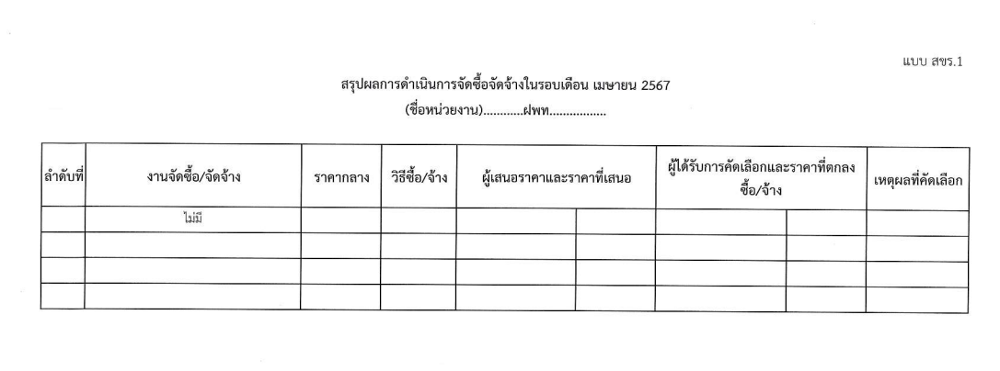 แบบ สขร.1
สรุปผลการดำเนินการจัดซื้อจัดจ้างในรอบเดือน เมษายน 2567
(ชื่อหน่วยงาน)............ฝพท.................
ลำดับที่ งานจัดซื้อ/จัดจ้าง ราคากลาง วิธีซื้อ/จ้าง ผู้เสนอราคาและราคาที่เสนอ ผู้ได้รับการคัดเลือกและราคาที่ตกลง
ซื้อ/จ้าง เหตุผลที่คัดเลือก
ไม่มี